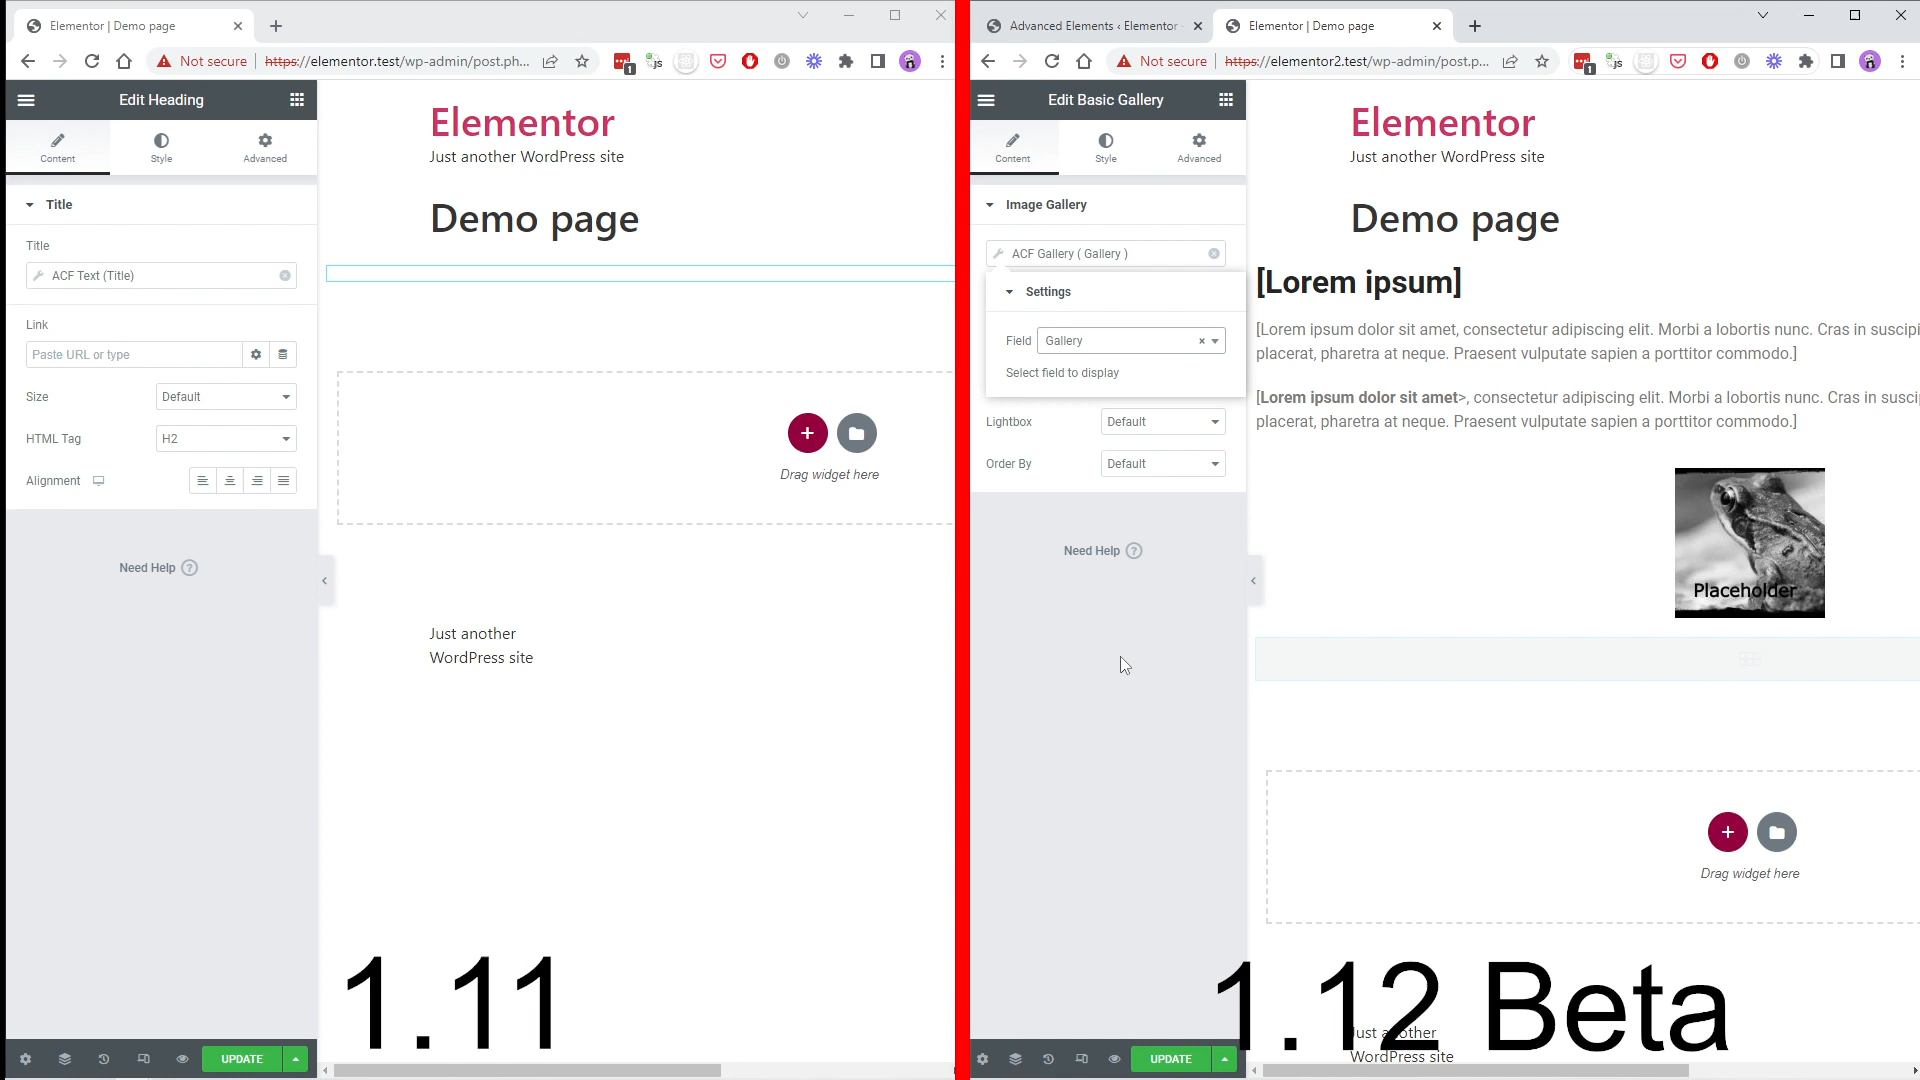 Elementor | Demo page
Not secure
https://elementor.test/wp-admin/post.ph...
1
JS
Edit Heading
Content
Style
Advanced
Title
Title
ACF Text (Title)
Link
Paste URL or type
Size
Default
HTML Tag
H2
Alignment
Need Help ?
UPDATE
Elementor
Just another WordPress site
Demo page
+
Drag widget here
Just another
WordPress site
1.11
Advanced Elements ‹ Elementor
Elementor | Demo page
Not secure
https://elementor2.test/wp-admin/post.p...
1
JS
Edit Basic Gallery
Content
Style
Advanced
Image Gallery
ACF Gallery ( Gallery )
Settings
Field
Gallery
Select field to display
Lightbox
Default
Order By
Default
Need Help ?
UPDATE
Elementor
Just another WordPress site
Demo page
[Lorem ipsum]
[Lorem ipsum dolor sit amet, consectetur adipiscing elit. Morbi a lobortis nunc. Cras in suscipi
placerat, pharetra at neque. Praesent vulputate sapien a porttitor commodo.]
[Lorem ipsum dolor sit amet>, consectetur adipiscing elit. Morbi a lobortis nunc. Cras in susci
placerat, pharetra at neque. Praesent vulputate sapien a porttitor commodo.]
Placeholder
+
Drag widget here
1.12 Beta
Just another
WordPress site